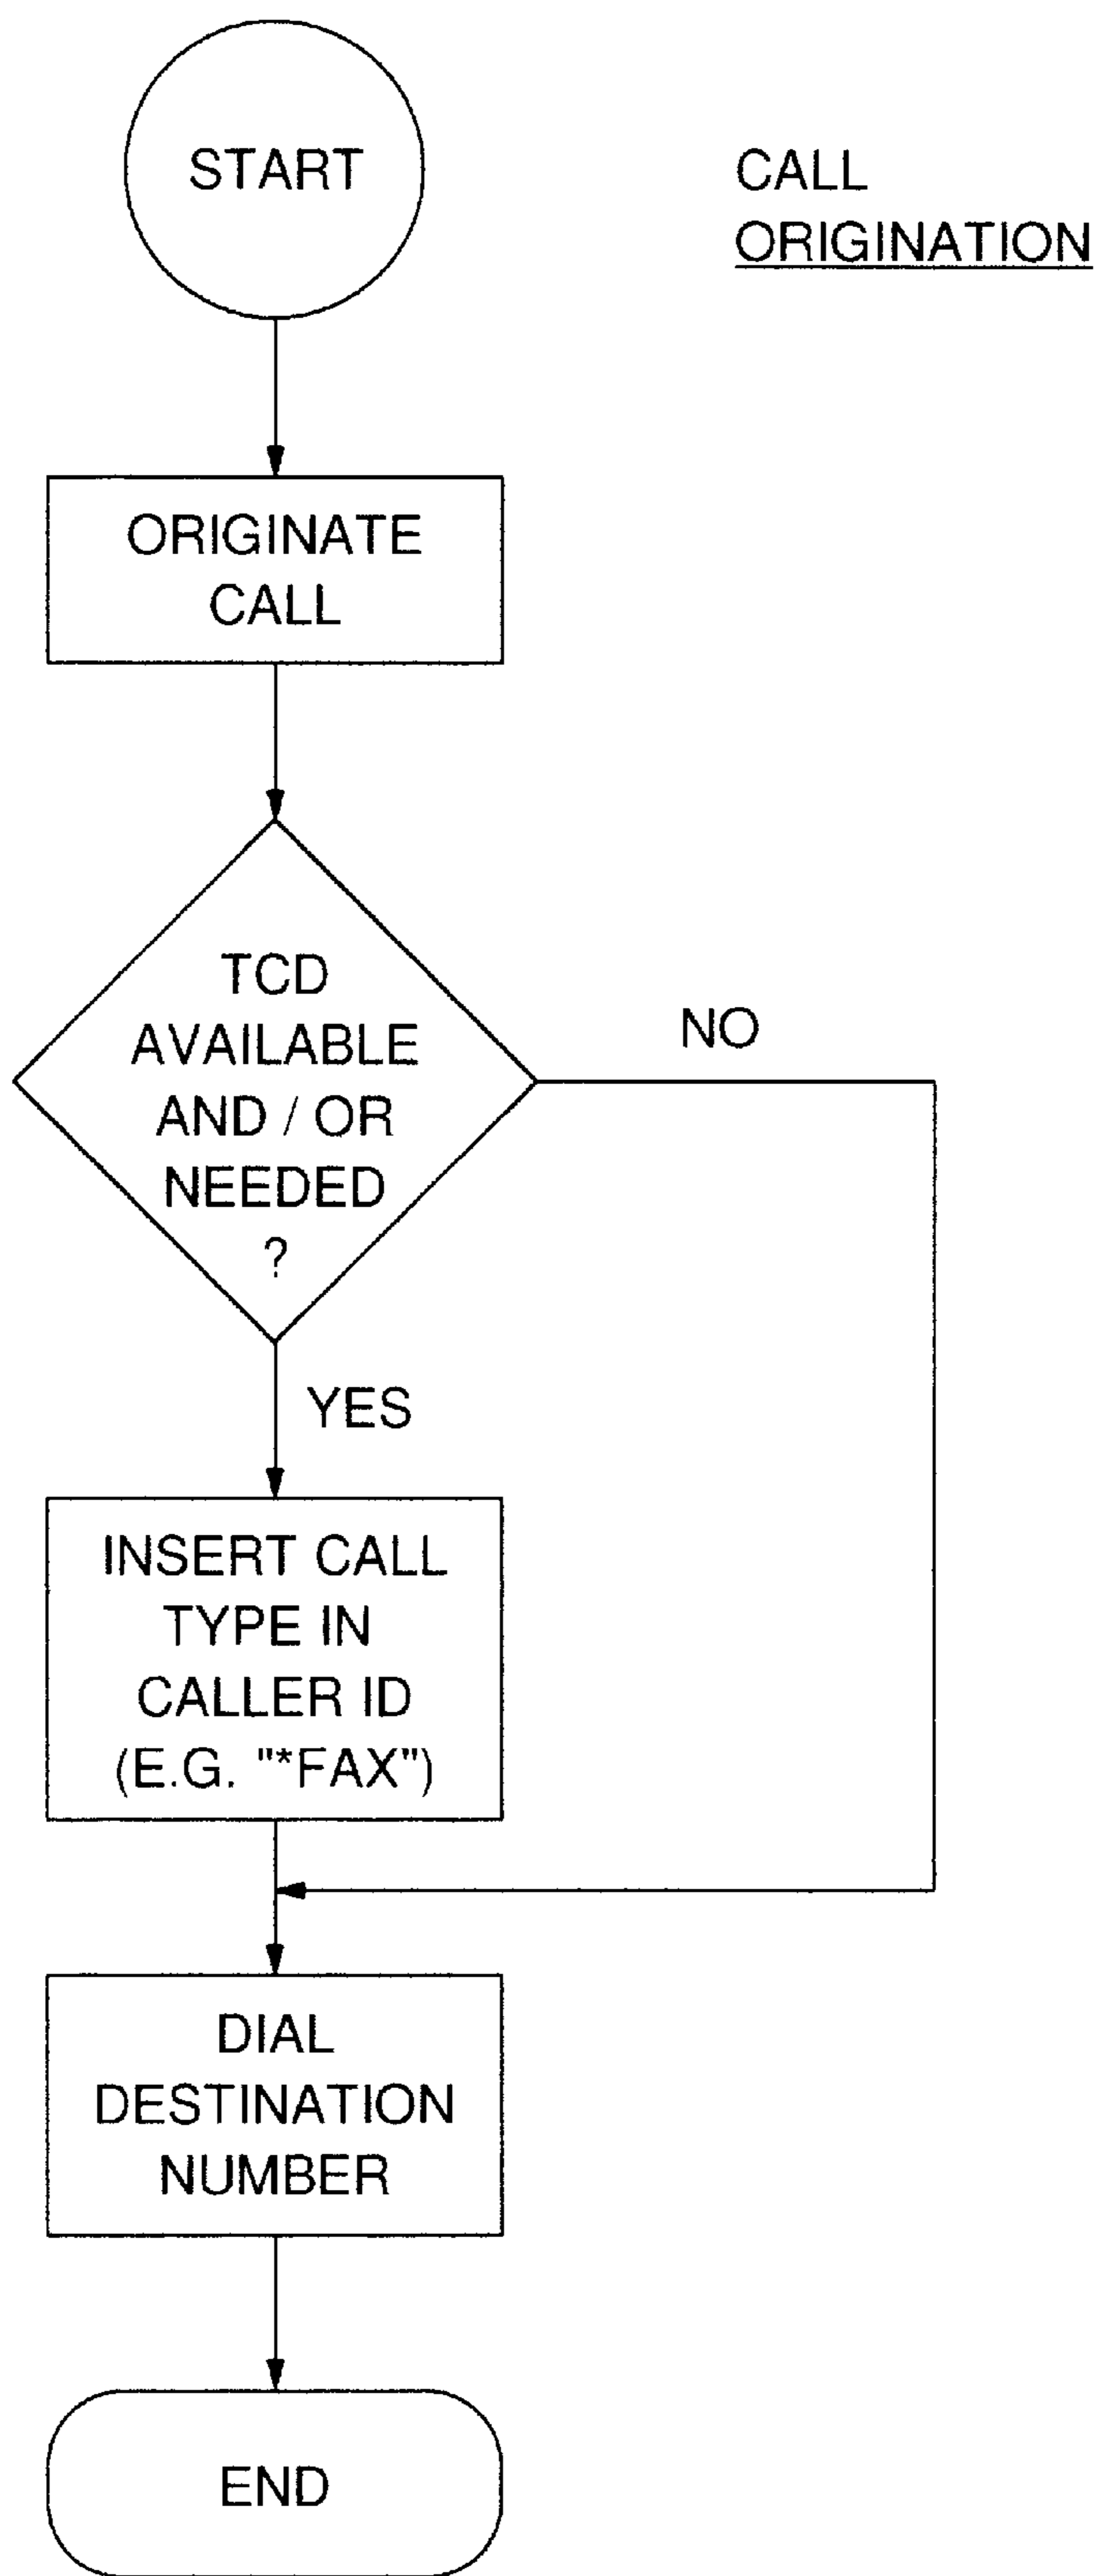 START
CALL
ORIGINATION
ORIGINATE
CALL
TCD
AVAILABLE
AND / OR
NEEDED
?
NO
YES
INSERT CALL
TYPE IN
CALLER ID
(E.G. "*FAX")
DIAL
DESTINATION
NUMBER
END